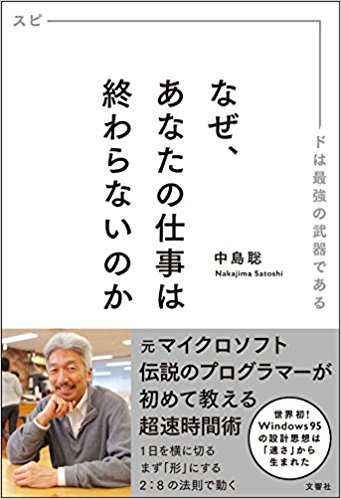 スピードは最強の武器である
なぜ、
あなたの仕事は
終わらないのか
中島聡
Nakajima Satoshi
元マイクロソフト
伝説のプログラマーが
初めて教える
超速時間術
1日を横に切る
まず「形」にする
2:8の法則で動く
世界初!
Windows95
の設計思想は
「速さ」から
生まれた
文響社